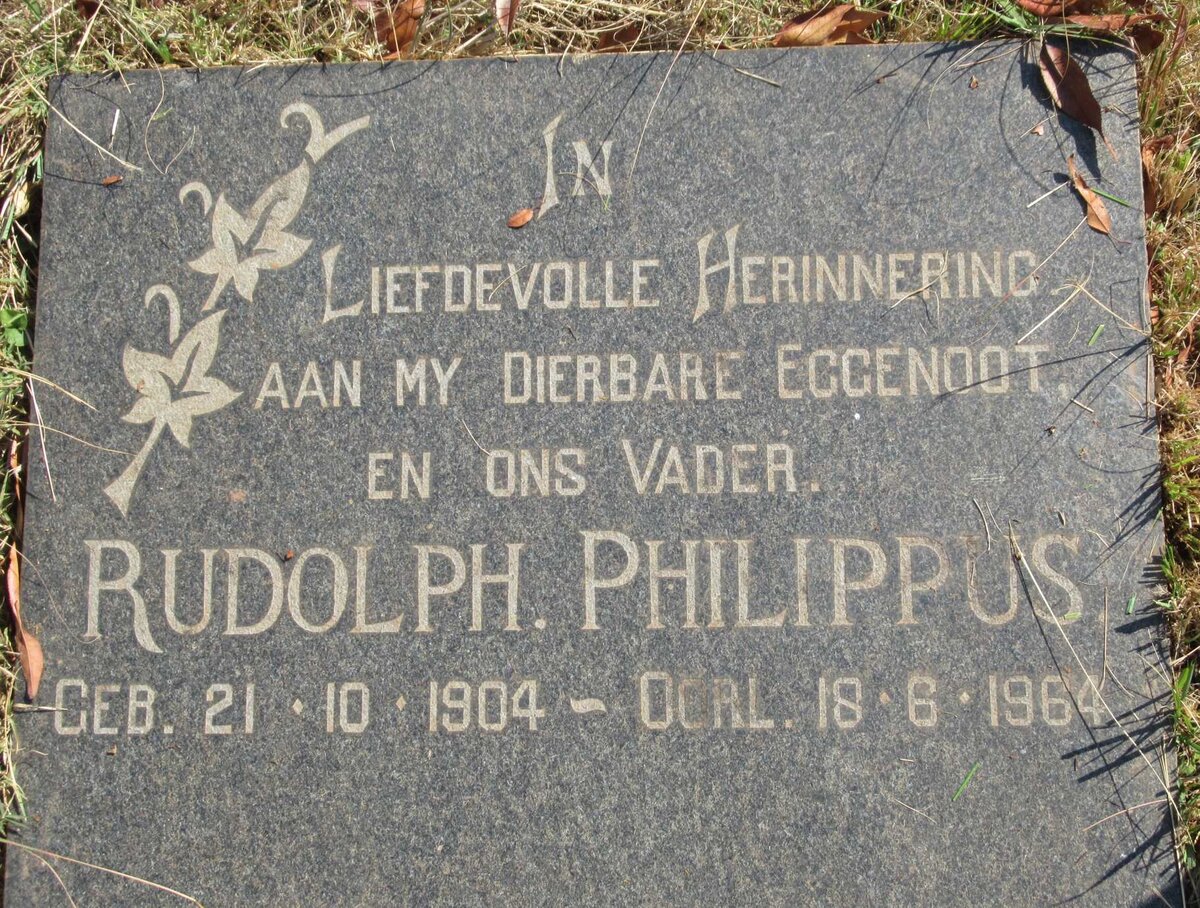 In
Liefdevolle Herinnering
aan my Dierbare Eggenoot,
en ons Vader.
Rudolph. Philippus
Geb. 21 · 10 · 1904 ~ Oorl. 18 · 6 · 1964